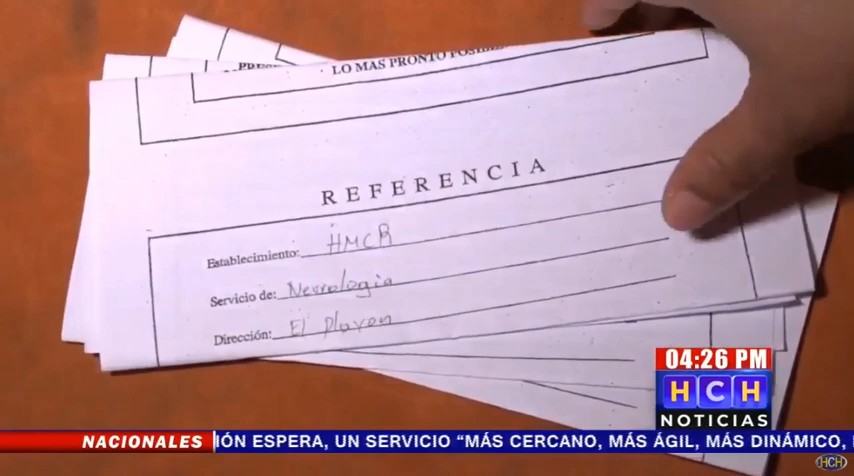 LO MAS PRONTO POSIBLE
REFERENCIA
Establecimiento: HMCR
Servicio de: Neurologia
Dirección: El Playon
04:26 PM
HCH
NOTICIAS
NACIONALES
IÓN ESPERA, UN SERVICIO “MÁS CERCANO, MÁS ÁGIL, MÁS DINÁMICO,
HCH